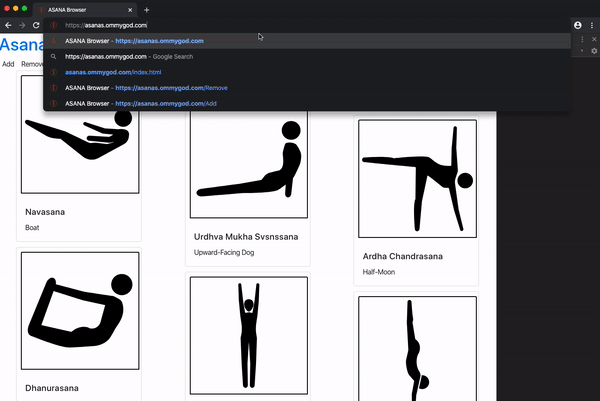 ASANA Browser
https://asanas.ommygod.com
ASANA Browser - https://asanas.ommygod.com
https://asanas.ommygod.com - Google Search
asanas.ommygod.com/index.html
ASANA Browser - https://asanas.ommygod.com/Remove
ASANA Browser - https://asanas.ommygod.com/Add
Asana
Add Remove
Navasana
Boat
Urdhva Mukha Svsnssana
Upward-Facing Dog
Ardha Chandrasana
Half-Moon
Dhanurasana